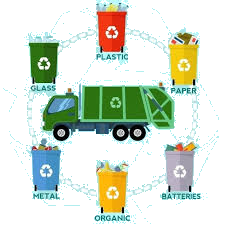 PLASTIC
GLASS
PAPER
METAL
BATTERIES
ORGANIC